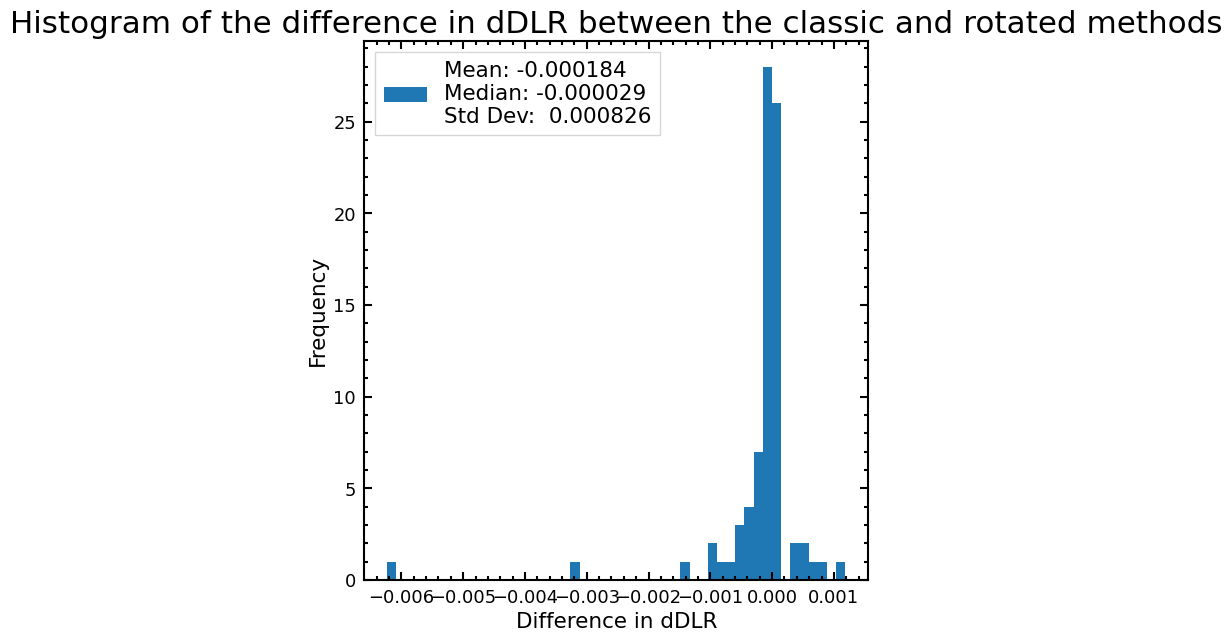 Histogram of the difference in dDLR between the classic and rotated methods
Mean: -0.000184
Median: -0.000029
Std Dev:  0.000826
25
20
15
10
5
0
Frequency
−0.006 −0.005 −0.004 −0.003 −0.002 −0.001 0.000 0.001
Difference in dDLR